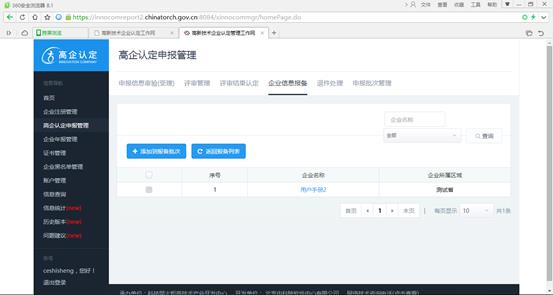 360安全浏览器 8.1
文件 查看 收藏 工具 帮助
https://innocomreport2.chinatorch.gov.cn:8084/xinnocommgr/homePage.do
高新技术企业认定工作网
高新技术企业认定管理工作网
高企认定
INNOVATION COMPANY
高企认定申报管理
首页
企业注册管理
高企认定申报管理
企业年报管理
证书管理
企业黑名单管理
账户管理
信息查询
信息统计(new)
历史版本(new)
问题建议(new)
ceshisheng，您好！
退出登录
申报信息审验(受理) 评审管理 评审结果认定 企业信息报备 退件处理 申报批次管理
企业名称
全部
查询
添加到报备批次 返回报备列表
序号 企业名称 企业所属区域
1 用户手册2 测试省
首页 1 末页 | 每页显示 10 共1条